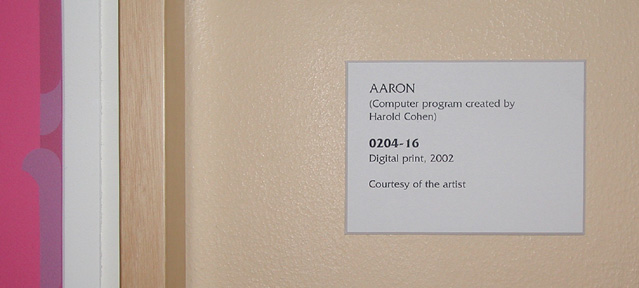 AARON
(Computer program created by
Harold Cohen)
0204-16
Digital print, 2002
Courtesy of the artist